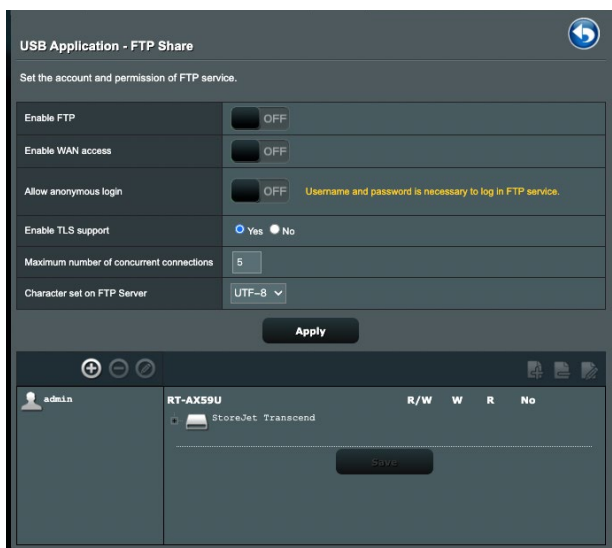 USB Application - FTP Share
Set the account and permission of FTP service.
Enable FTP OFF
Enable WAN access OFF
Allow anonymous login OFF Username and password is necessary to log in FTP service.
Enable TLS support Yes No
Maximum number of concurrent connections 5
Character set on FTP Server UTF-8
Apply
admin
RT-AX59U R/W W R No
StoreJet Transcend
Save